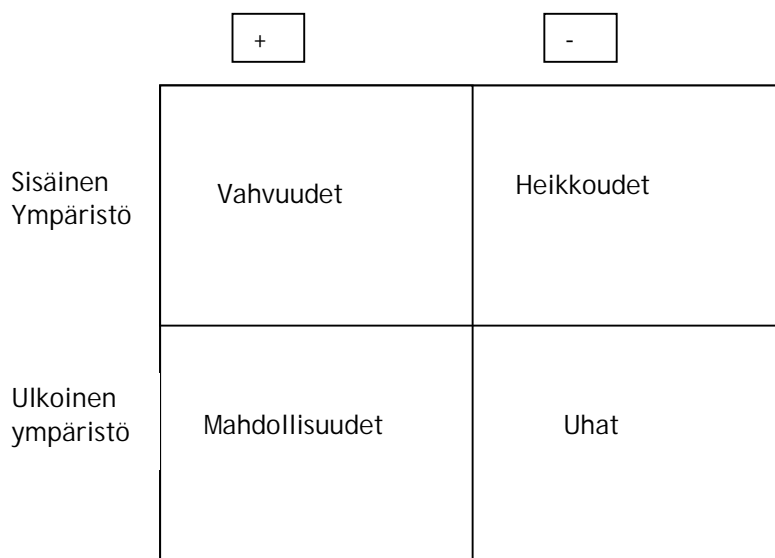 +
-
Sisäinen
Ympäristö
Vahvuudet
Heikkoudet
Ulkoinen
ympäristö
Mahdollisuudet
Uhat